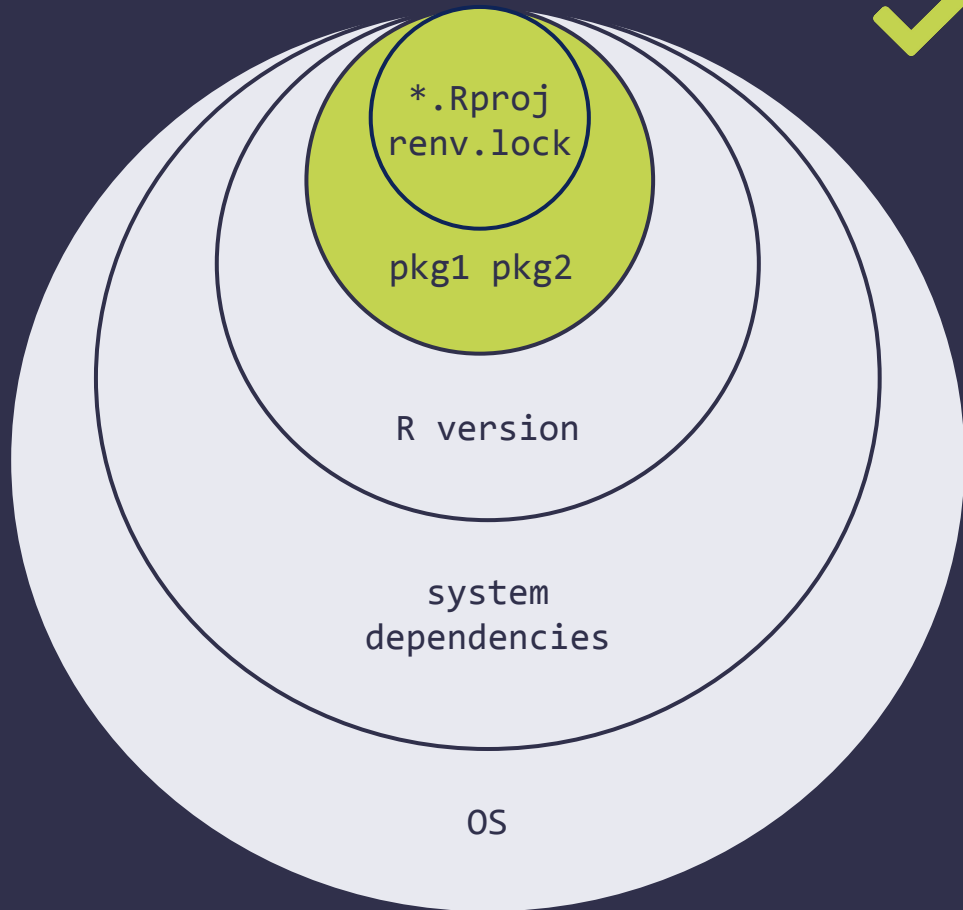 *.Rproj
renv.lock
pkg1 pkg2
R version
system
dependencies
OS